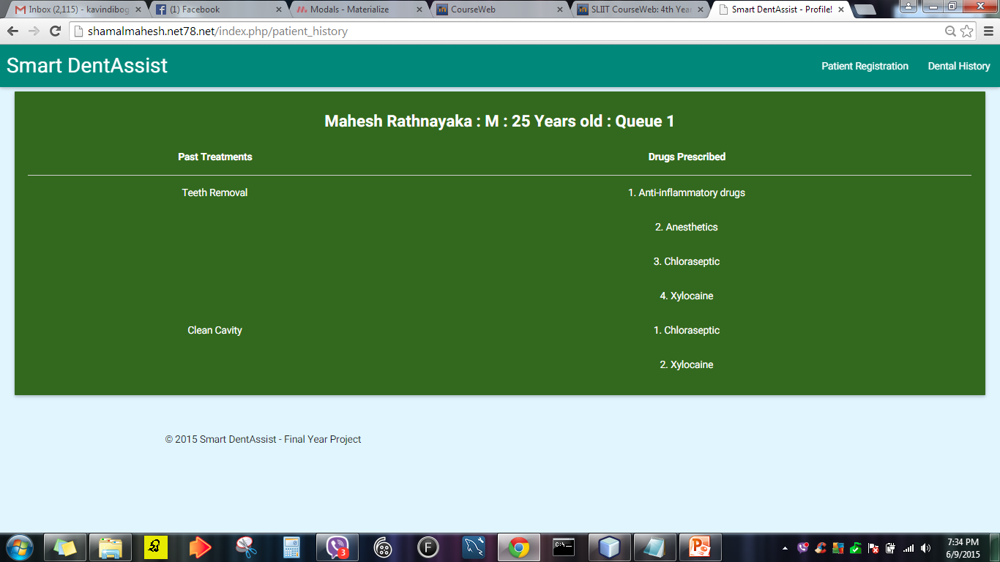 Inbox (2,115) - kavindibog
(1) Facebook
Modals - Materialize
CourseWeb
SLIIT CourseWeb: 4th Year
Smart DentAssist - Profile!
shamalmahesh.net78.net/index.php/patient_history
Smart DentAssist
Patient Registration
Dental History
Mahesh Rathnayaka : M : 25 Years old : Queue 1
Past Treatments
Drugs Prescribed
Teeth Removal
1. Anti-inflammatory drugs
2. Anesthetics
3. Chloraseptic
4. Xylocaine
Clean Cavity
1. Chloraseptic
2. Xylocaine
© 2015 Smart DentAssist - Final Year Project
3
F
C:\
7:34 PM
6/9/2015